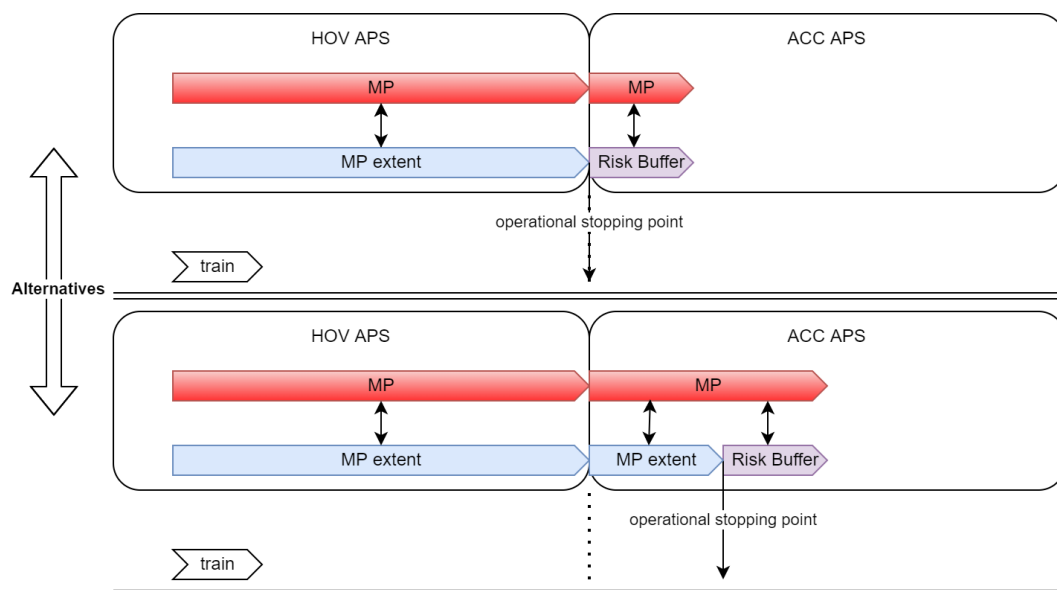 HOV APS
ACC APS
MP
MP
MP extent
Risk Buffer
operational stopping point
train
Alternatives
HOV APS
ACC APS
MP
MP
MP extent
MP extent
Risk Buffer
operational stopping point
train